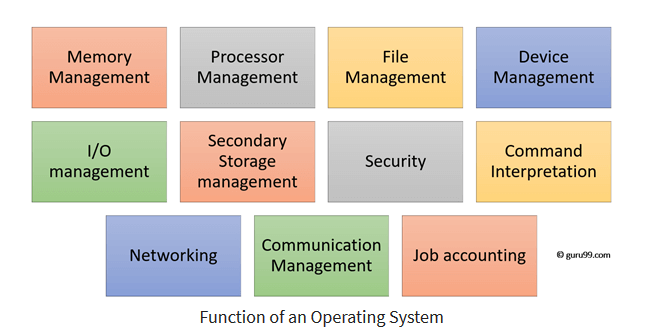 Memory
Management
Processor
Management
File
Management
Device
Management
I/O
management
Secondary
Storage
management
Security
Command
Interpretation
Networking
Communication
Management
Job accounting
© guru99.com
Function of an Operating System